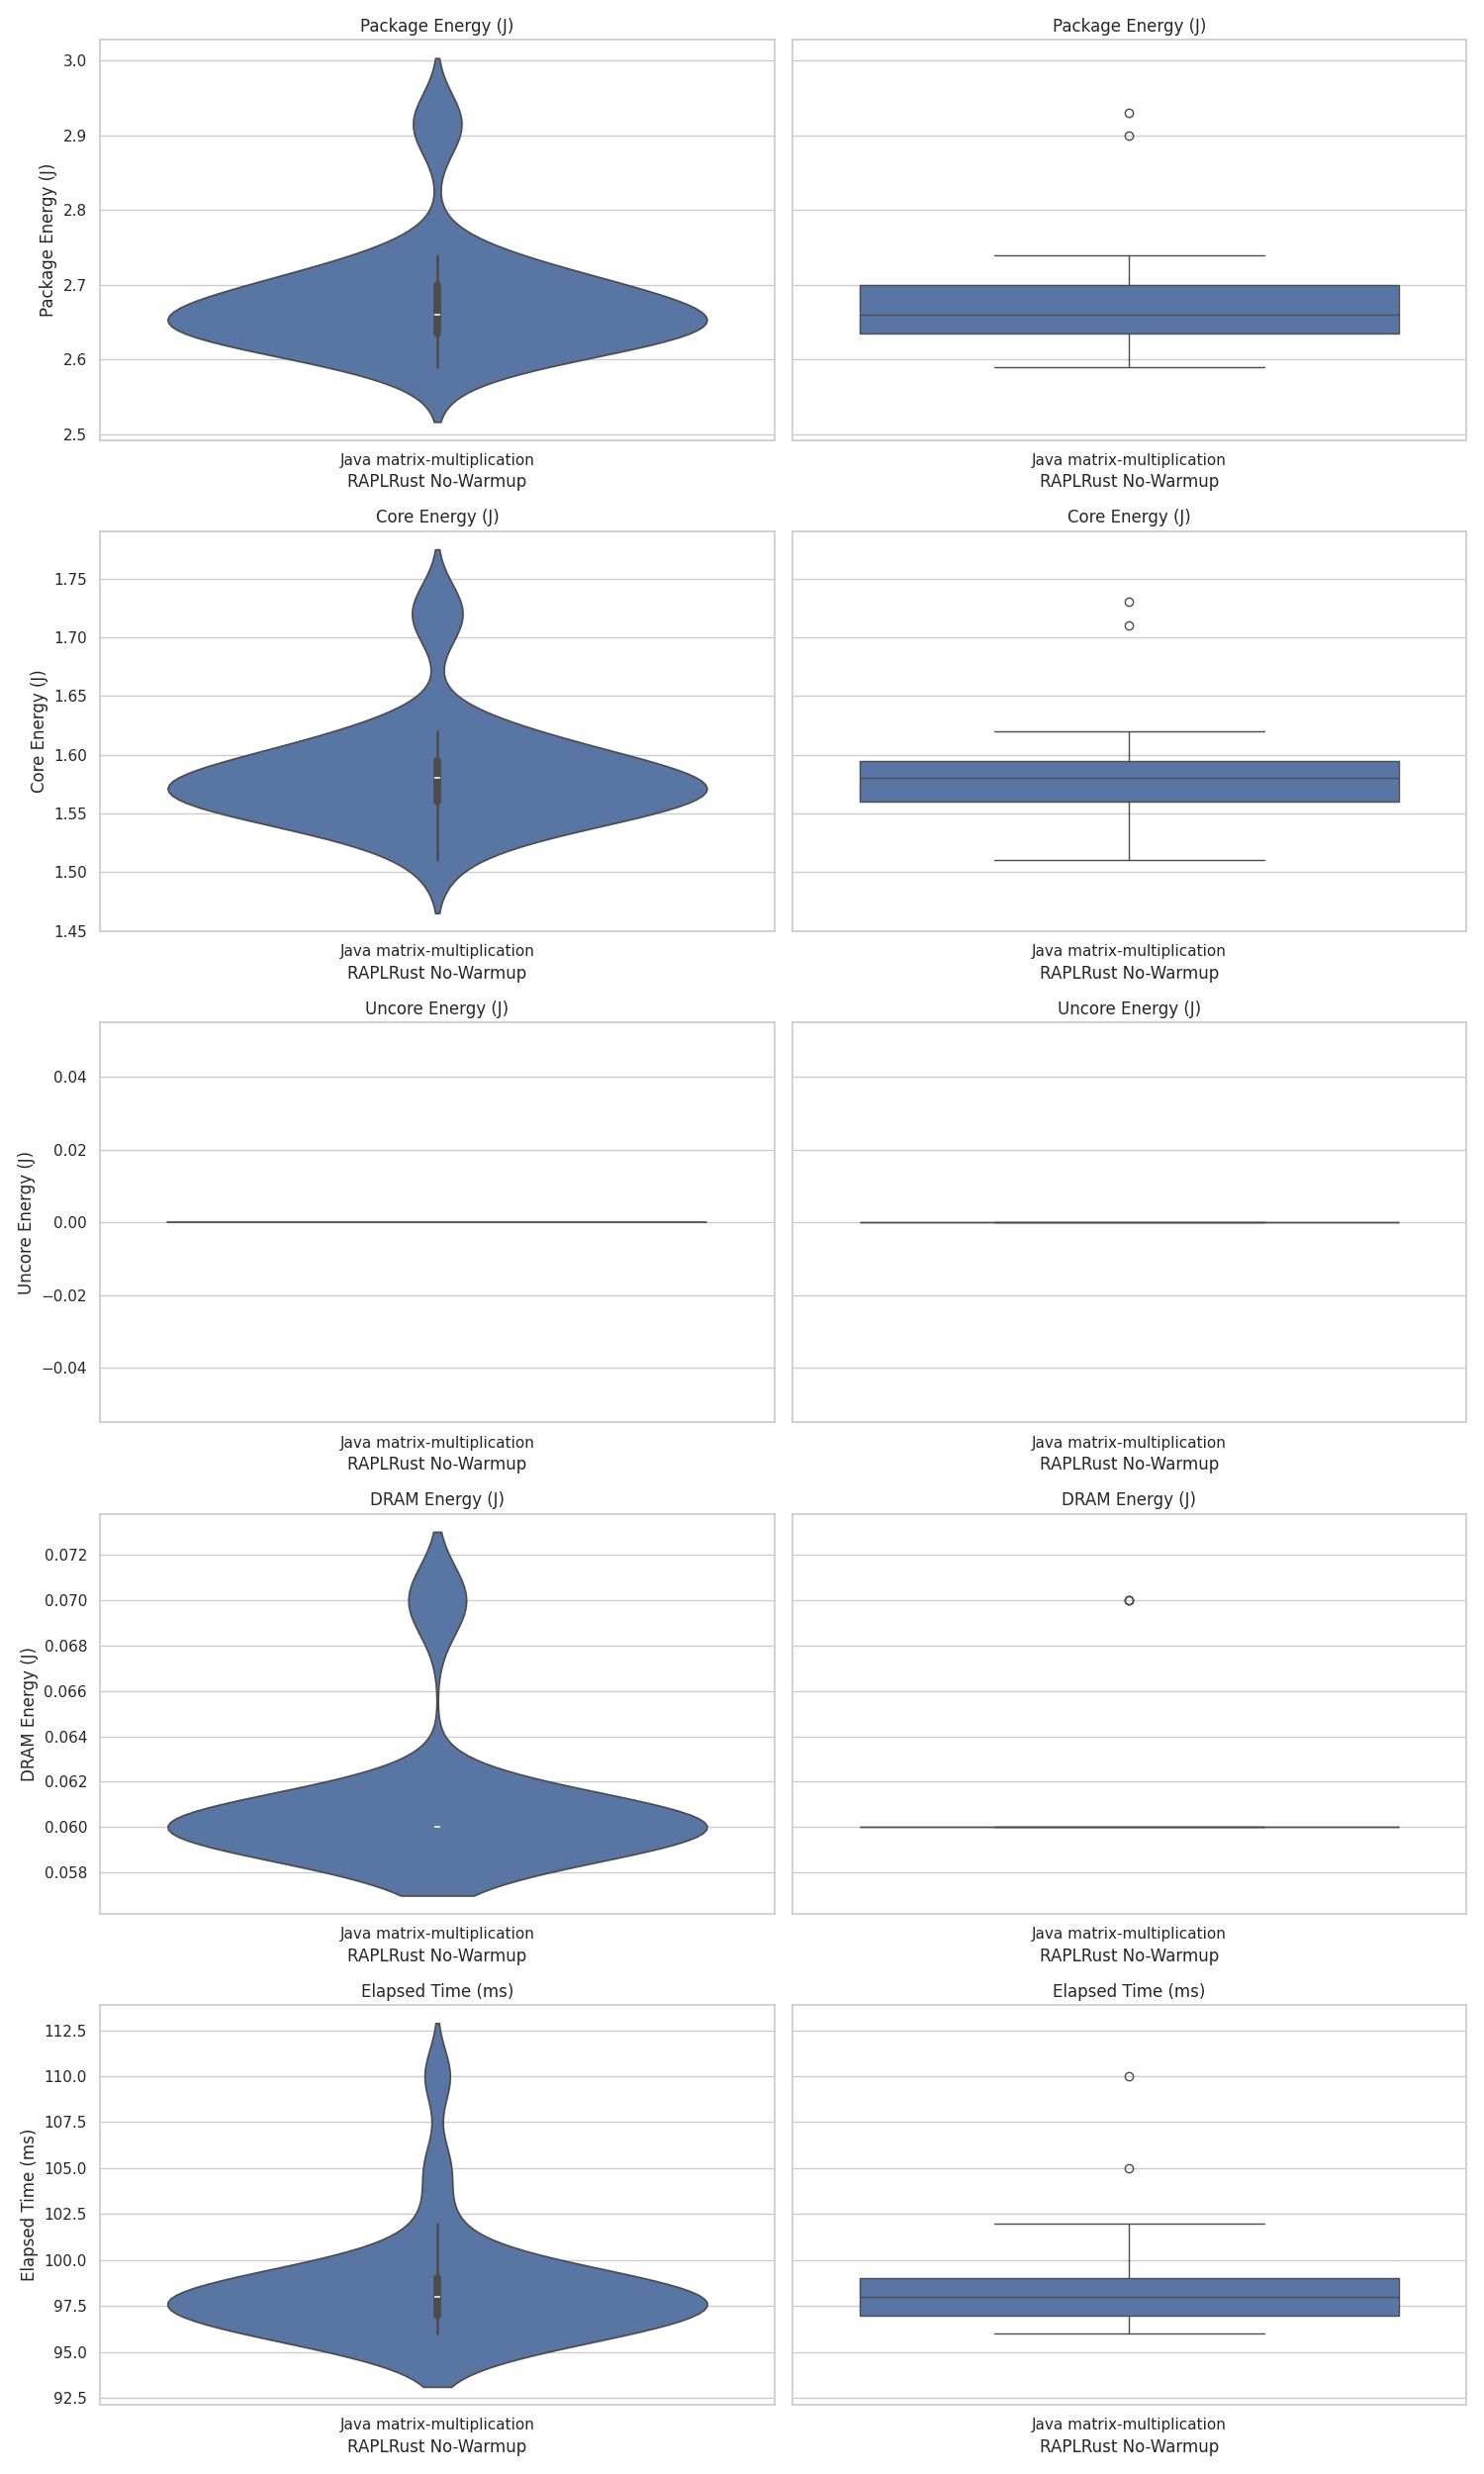 Package Energy (J)
Package Energy (J)
3.0
2.9
2.8
2.7
2.6
2.5
Package Energy (J)
Java matrix-multiplication
Java matrix-multiplication
RAPLRust No-Warmup
RAPLRust No-Warmup
Core Energy (J)
Core Energy (J)
1.75
1.70
1.65
1.60
1.55
1.50
1.45
Core Energy (J)
Java matrix-multiplication
Java matrix-multiplication
RAPLRust No-Warmup
RAPLRust No-Warmup
Uncore Energy (J)
Uncore Energy (J)
0.04
0.02
0.00
−0.02
−0.04
Uncore Energy (J)
Java matrix-multiplication
Java matrix-multiplication
RAPLRust No-Warmup
RAPLRust No-Warmup
DRAM Energy (J)
DRAM Energy (J)
0.072
0.070
0.068
0.066
0.064
0.062
0.060
0.058
DRAM Energy (J)
Java matrix-multiplication
Java matrix-multiplication
RAPLRust No-Warmup
RAPLRust No-Warmup
Elapsed Time (ms)
Elapsed Time (ms)
112.5
110.0
107.5
105.0
102.5
100.0
97.5
95.0
92.5
Elapsed Time (ms)
Java matrix-multiplication
Java matrix-multiplication
RAPLRust No-Warmup
RAPLRust No-Warmup